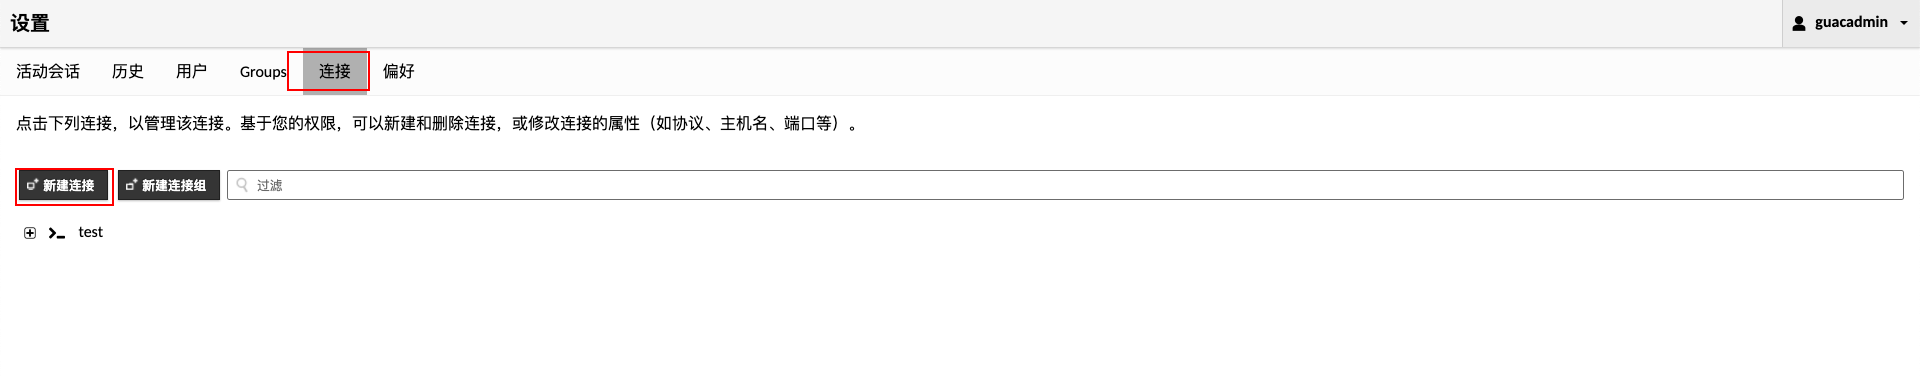 设置
guacadmin
活动会话 历史 用户 Groups 连接 偏好
点击下列连接，以管理该连接。基于您的权限，可以新建和删除连接，或修改连接的属性（如协议、主机名、端口等）。
新建连接 新建连接组 过滤
test